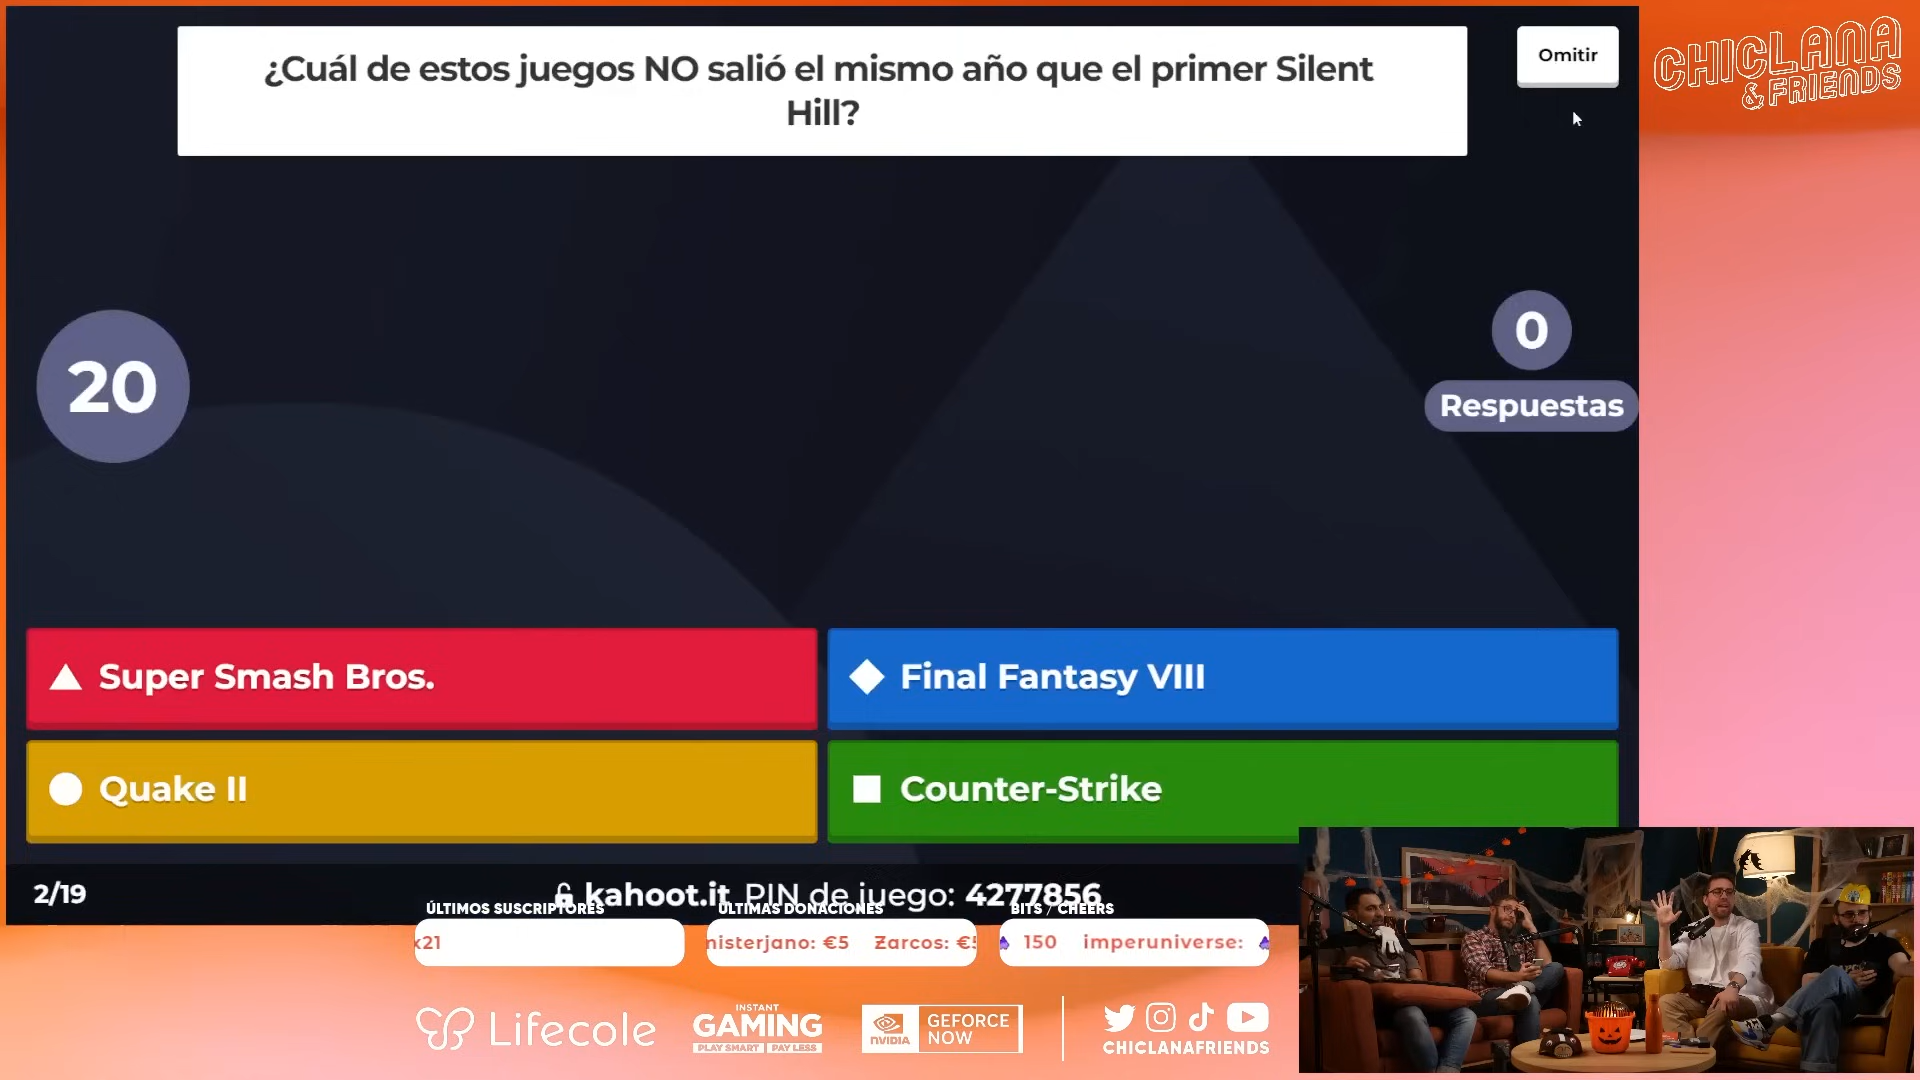 ¿Cuál de estos juegos NO salió el mismo año que el primer Silent
Hill?
Omitir
CHICLANA
& FRIENDS
20
0
Respuestas
Super Smash Bros.
Final Fantasy VIII
Quake II
Counter-Strike
2/19
kahoot.it PIN de juego: 4277856
ÚLTIMOS SUSCRIPTORES
ÚLTIMAS DONACIONES
BITS / CHEERS
x21
nisterjano: €5 Zarcos: €5
150 imperuniverse:
Lifecole
INSTANT
GAMING
PLAY SMART PAY LESS
NVIDIA
GEFORCE
NOW
CHICLANAFRIENDS